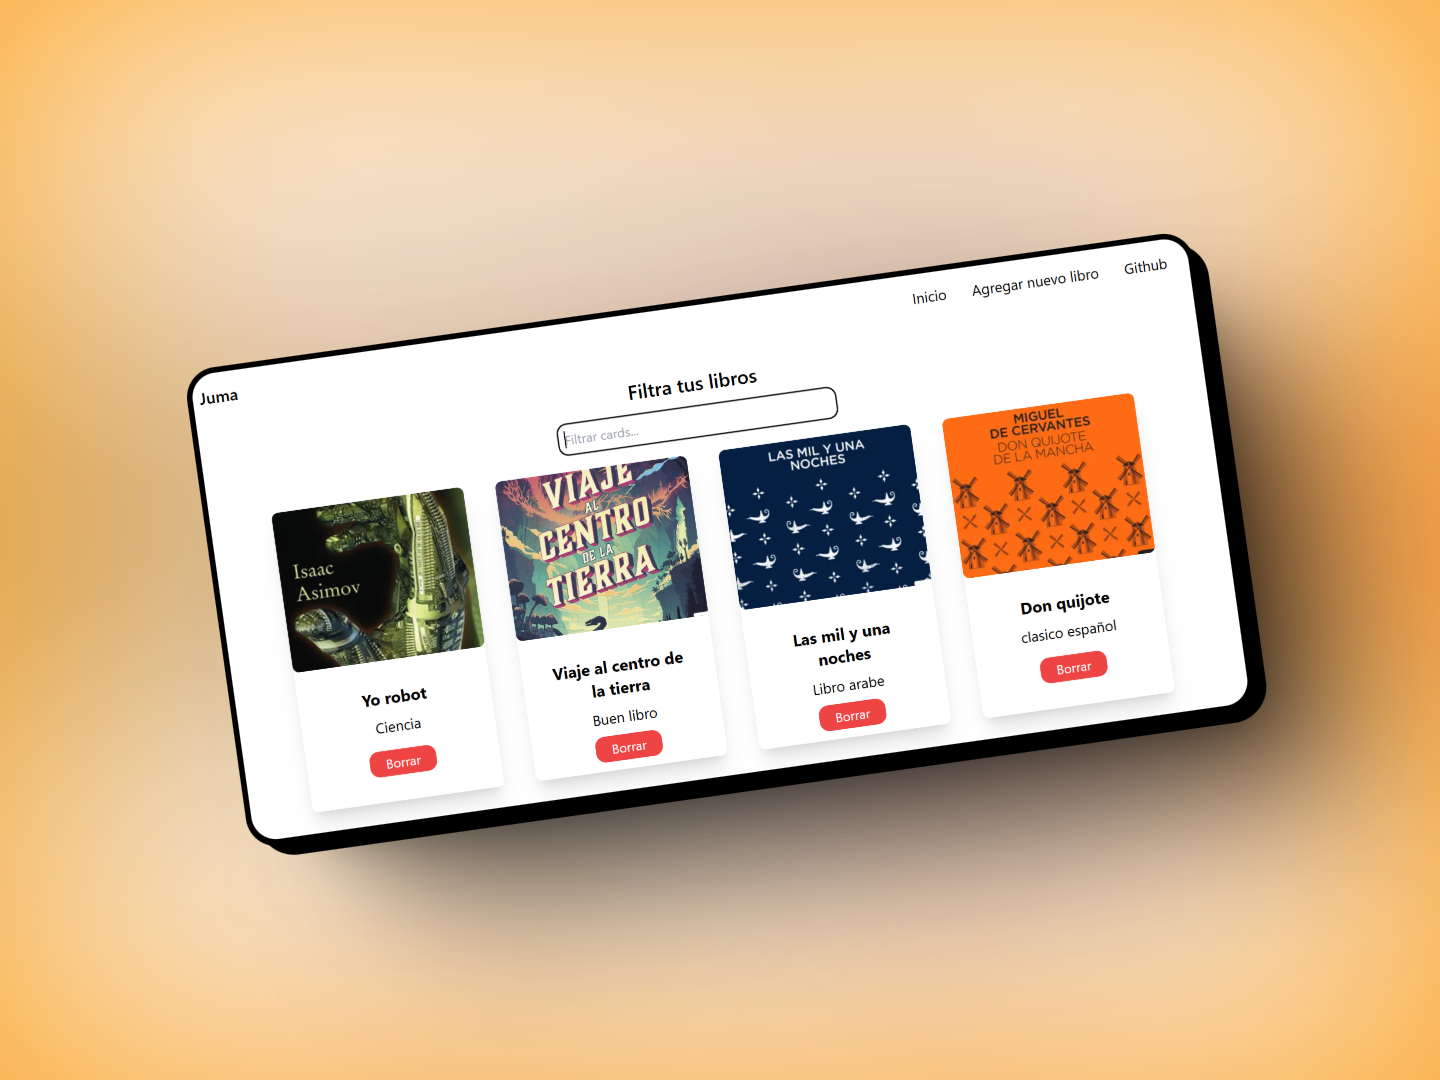 Juma
Inicio
Agregar nuevo libro
Github
Filtra tus libros
Filtrar cards...
Isaac
Asimov
Yo robot
Ciencia
Borrar
VIAJE
AL
CENTRO
DE LA
TIERRA
Viaje al centro de
la tierra
Buen libro
Borrar
LAS MIL Y UNA
NOCHES
Las mil y una
noches
Libro arabe
Borrar
MIGUEL
DE CERVANTES
DON QUIJOTE
DE LA MANCHA
Don quijote
clasico español
Borrar